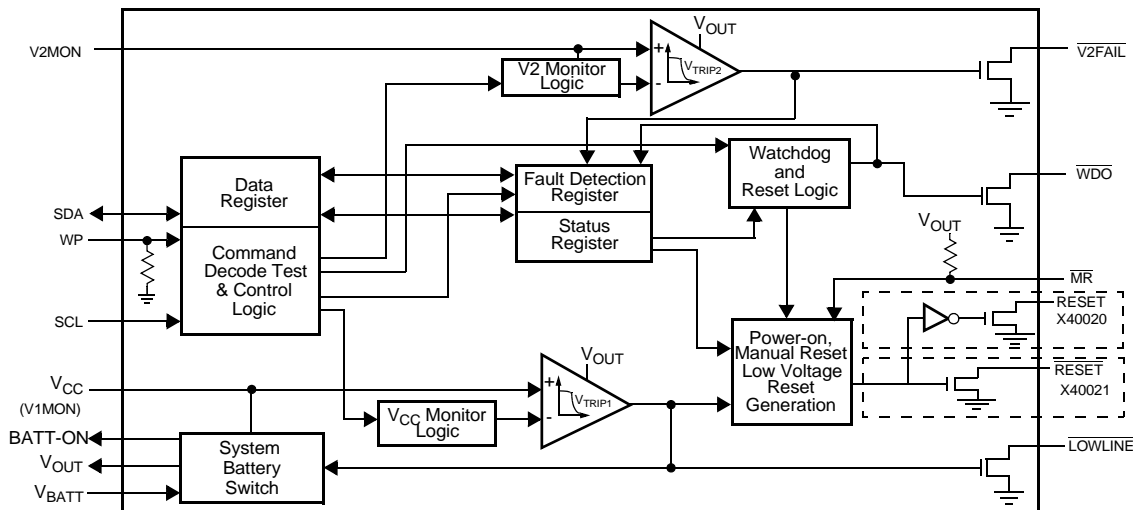 V2MON
V2 Monitor
Logic
+
-
VTRIP2
VOUT
V2FAIL
Data
Register
Fault Detection
Register
Status
Register
Watchdog
and
Reset Logic
WDO
SDA
WP
SCL
Command
Decode Test
& Control
Logic
VOUT
MR
RESET
X40020
RESET
X40021
Power-on,
Manual Reset
Low Voltage
Reset
Generation
VCC
(V1MON)
VCC Monitor
Logic
+
-
VTRIP1
VOUT
BATT-ON
VOUT
VBATT
System
Battery
Switch
LOWLINE